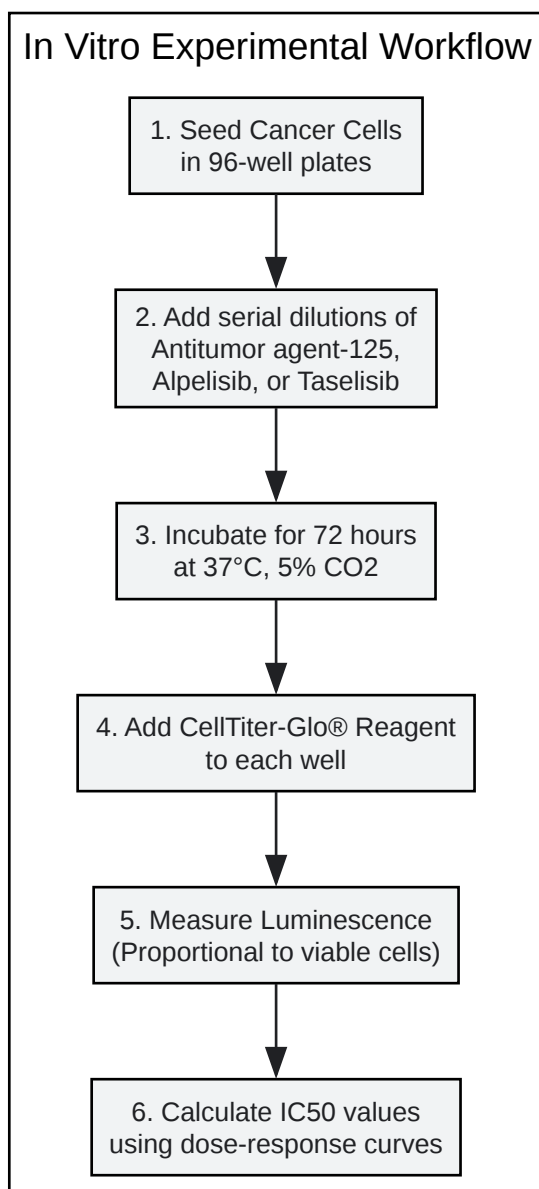 In Vitro Experimental Workflow
1. Seed Cancer Cells
in 96-well plates
2. Add serial dilutions of
Antitumor agent-125,
Alpelisib, or Taselisib
3. Incubate for 72 hours
at 37°C, 5% CO2
4. Add CellTiter-Glo® Reagent
to each well
5. Measure Luminescence
(Proportional to viable cells)
6. Calculate IC50 values
using dose-response curves